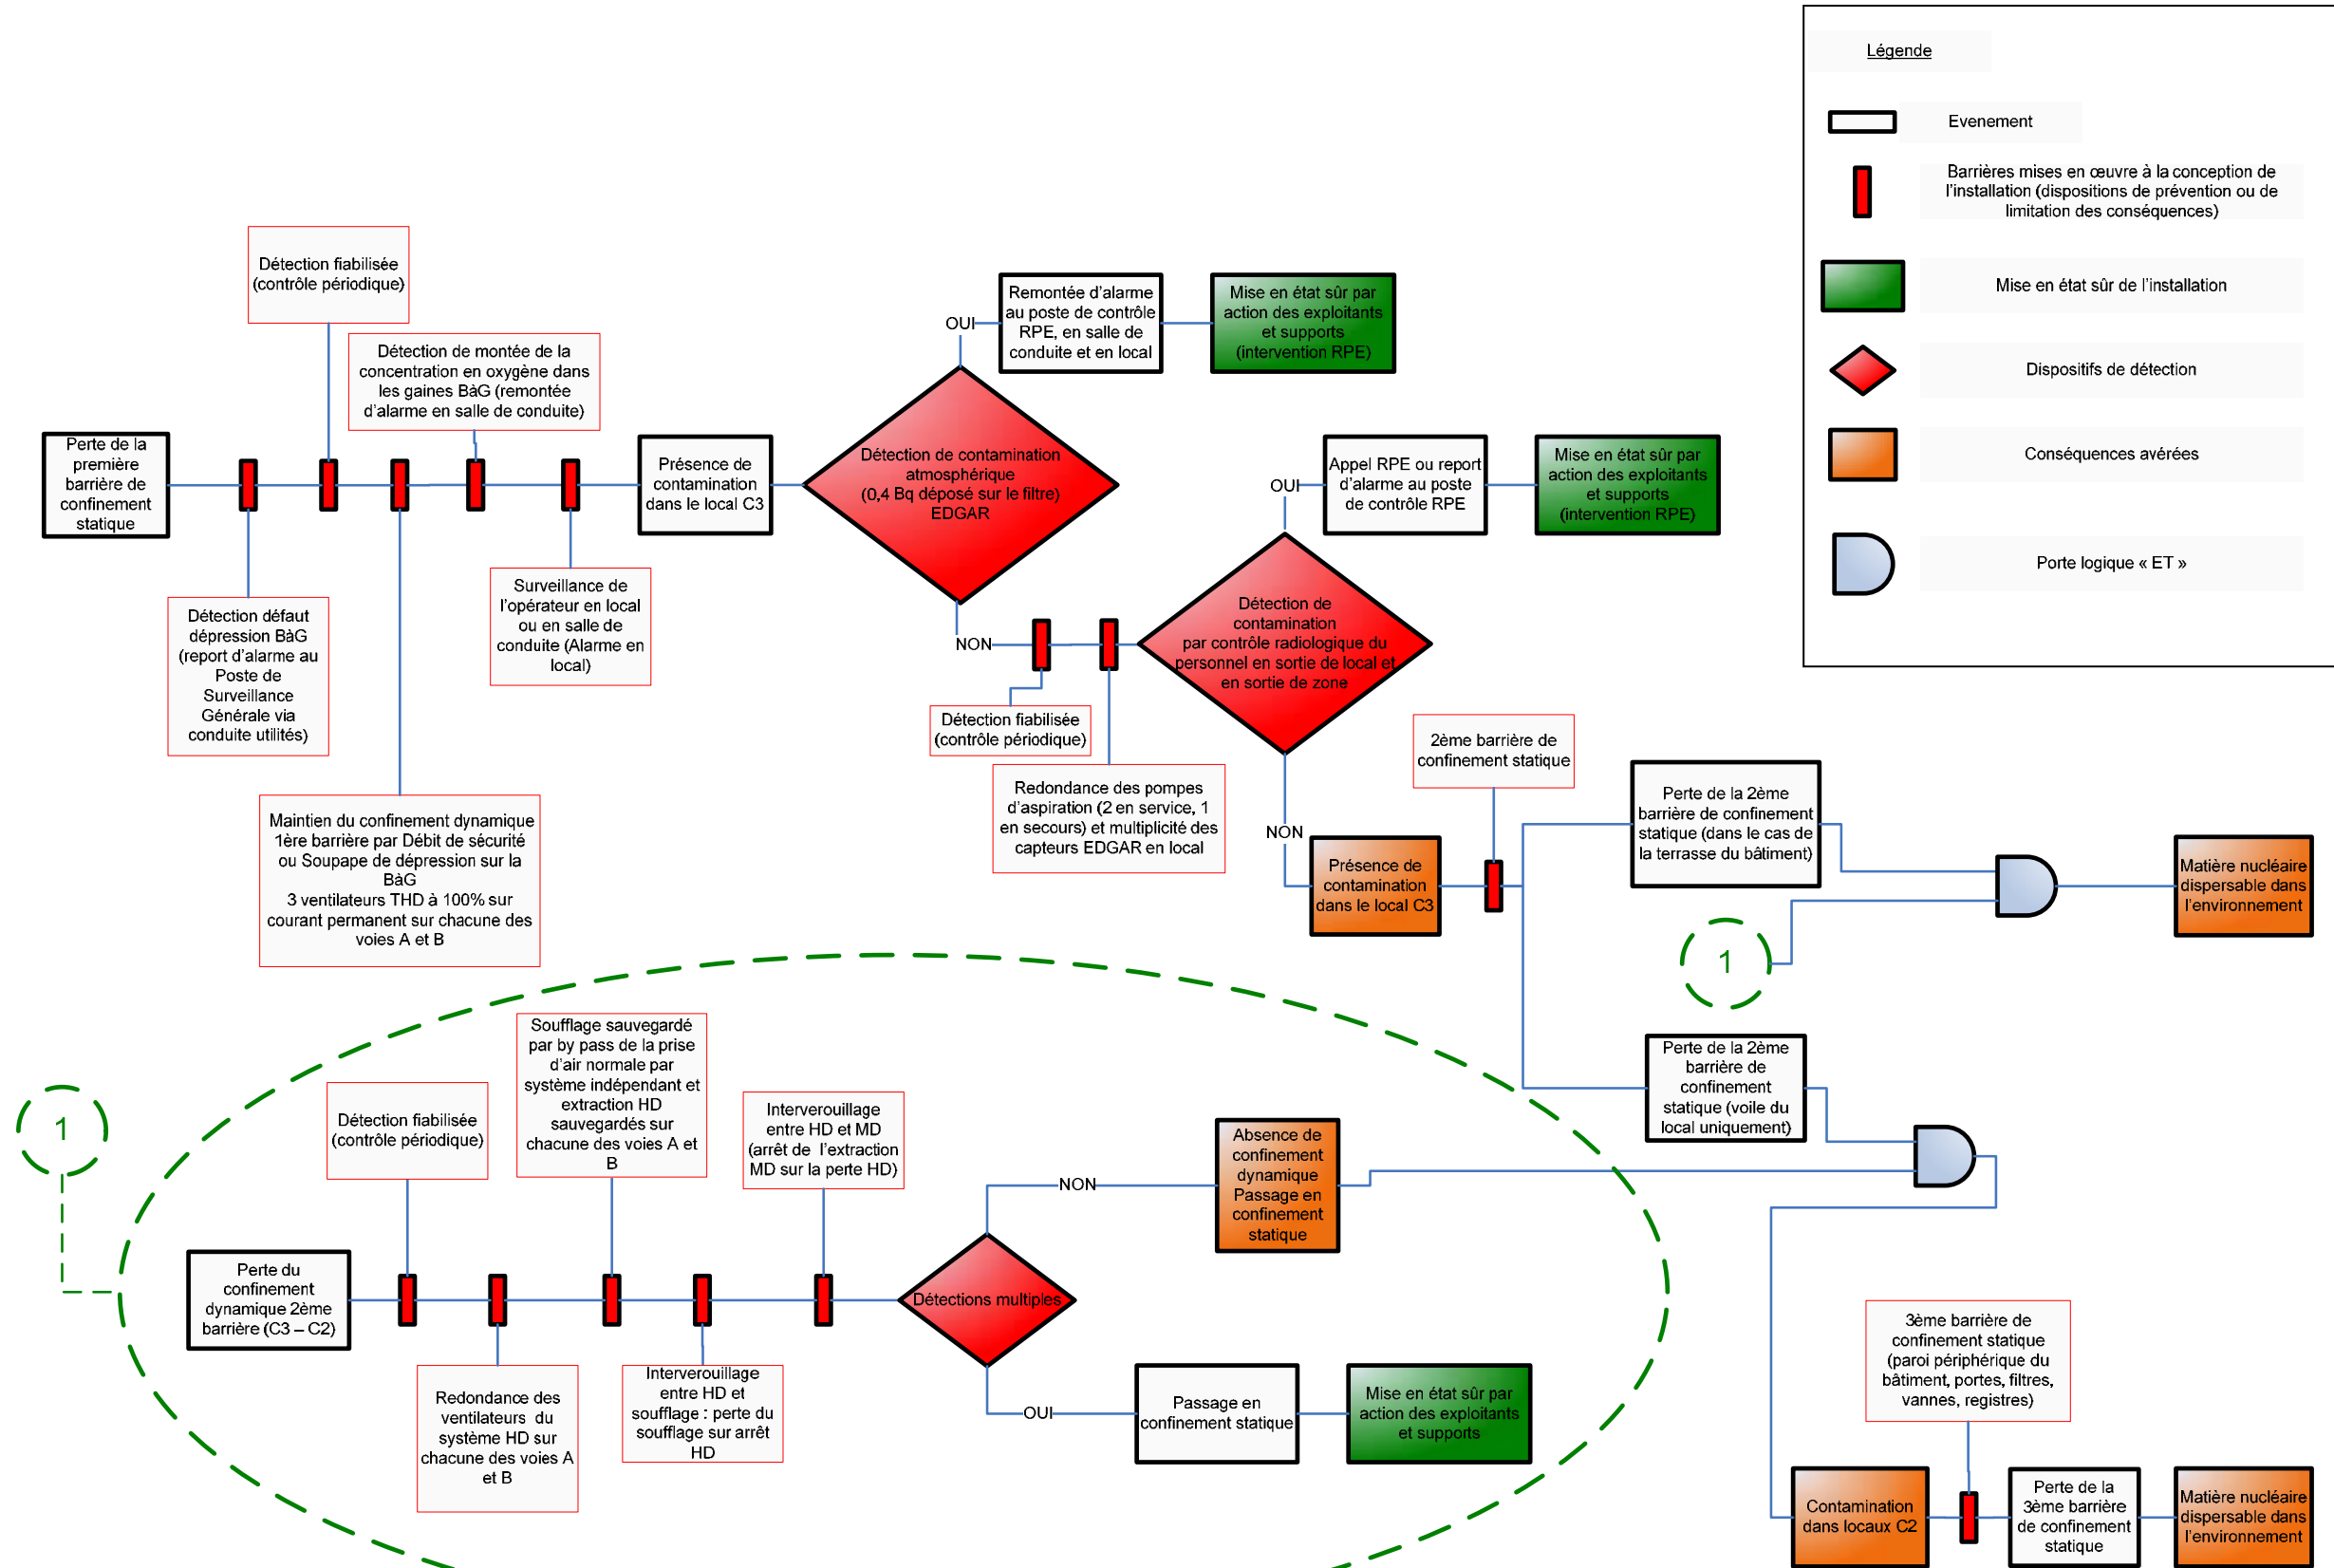 Légende
Evenement
Barrières mises en œuvre à la conception de
l’installation (dispositions de prévention ou de
limitation des conséquences)
Mise en état sûr de l’installation
Dispositifs de détection
Conséquences avérées
Porte logique « ET »
Détection fiabilisée
(contrôle périodique)
Détection de montée de la
concentration en oxygène dans
les gaines BàG (remontée
d’alarme en salle de conduite)
Perte de la
première
barrière de
confinement
statique
Détection défaut
dépression BàG
(report d’alarme au
Poste de
Surveillance
Générale via
conduite utilités)
Maintien du confinement dynamique
1ère barrière par Débit de sécurité
ou Soupape de dépression sur la
BàG
3 ventilateurs THD à 100% sur
courant permanent sur chacune des
voies A et B
Surveillance de
l’opérateur en local
ou en salle de
conduite (Alarme en
local)
Présence de
contamination
dans le local C3
Détection de contamination
atmosphérique
(0,4 Bq déposé sur le filtre)
EDGAR
OUI
Remontée d’alarme
au poste de contrôle
RPE, en salle de
conduite et en local
Mise en état sûr par
action des exploitants
et supports
(intervention RPE)
NON
Détection fiabilisée
(contrôle périodique)
Redondance des pompes
d’aspiration (2 en service, 1
en secours) et multiplicité des
capteurs EDGAR en local
Détection de
contamination
par contrôle radiologique du
personnel en sortie de local et
en sortie de zone
OUI
Appel RPE ou report
d’alarme au poste
de contrôle RPE
Mise en état sûr par
action des exploitants
et supports
(intervention RPE)
NON
Présence de
contamination
dans le local C3
2ème barrière de
confinement statique
Perte de la 2ème
barrière de confinement
statique (dans le cas de
la terrasse du bâtiment)
1
Matière nucléaire
dispersable dans
l’environnement
Perte de la 2ème
barrière de
confinement
statique (voile du
local uniquement)
1
Perte du
confinement
dynamique 2ème
barrière (C3 – C2)
Détection fiabilisée
(contrôle périodique)
Redondance des
ventilateurs du
système HD sur
chacune des voies A
et B
Soufflage sauvegardé
par by pass de la prise
d’air normale par
système indépendant et
extraction HD
sauvegardés sur
chacune des voies A et
B
Interverouillage
entre HD et
soufflage : perte du
soufflage sur arrêt
HD
Interverouillage
entre HD et MD
(arrêt de l’extraction
MD sur la perte HD)
Détections multiples
NON
Absence de
confinement
dynamique
Passage en
confinement
statique
OUI
Passage en
confinement statique
Mise en état sûr par
action des exploitants
et supports
Contamination
dans locaux C2
3ème barrière de
confinement statique
(paroi périphérique du
bâtiment, portes, filtres,
vannes, registres)
Perte de la
3ème barrière
de confinement
statique
Matière nucléaire
dispersable dans
l’environnement